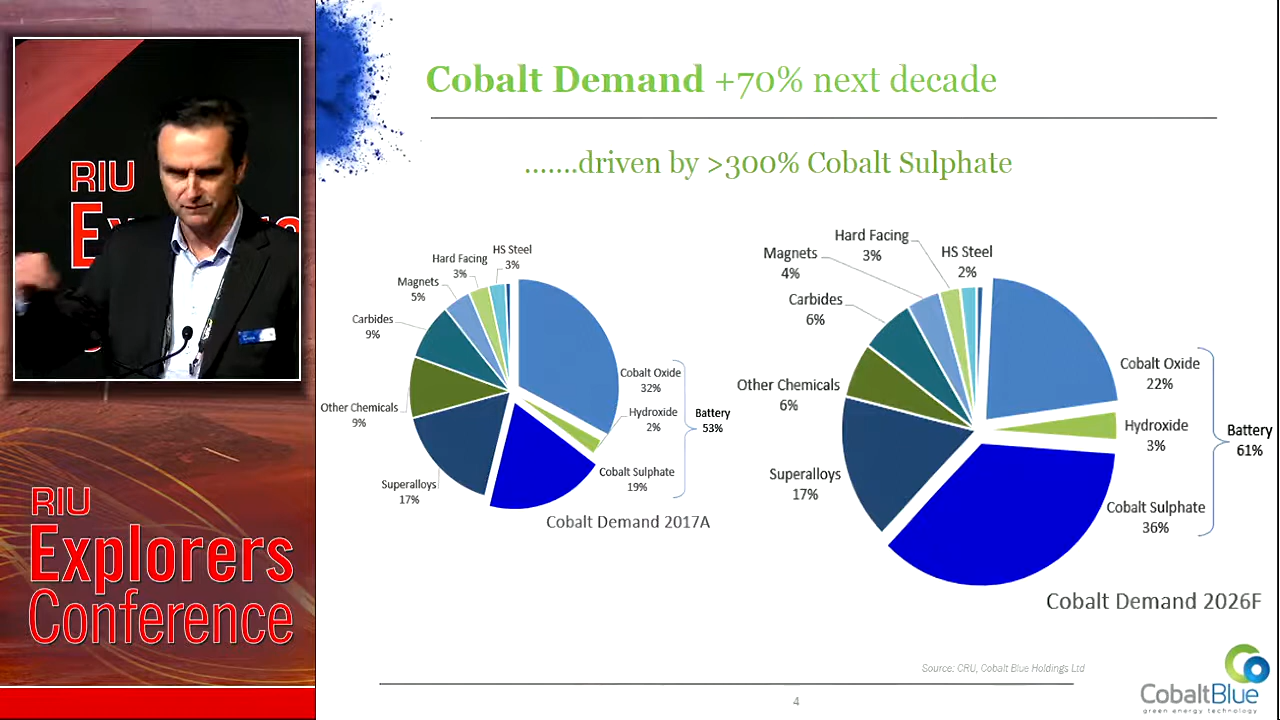 RIU
Ex
RIU
Explorers
Conference
Cobalt Demand +70% next decade
.......driven by >300% Cobalt Sulphate
HS Steel
3%
Hard Facing
3%
Magnets
5%
Carbides
9%
Other Chemicals
9%
Superalloys
17%
Cobalt Oxide
32%
Hydroxide
2%
Cobalt Sulphate
19%
Battery
53%
Cobalt Demand 2017A
Hard Facing
3%
HS Steel
2%
Magnets
4%
Carbides
6%
Other Chemicals
6%
Superalloys
17%
Cobalt Oxide
22%
Hydroxide
3%
Cobalt Sulphate
36%
Battery
61%
Cobalt Demand 2026F
Source: CRU, Cobalt Blue Holdings Ltd
4
CobaltBlue
green energy technology